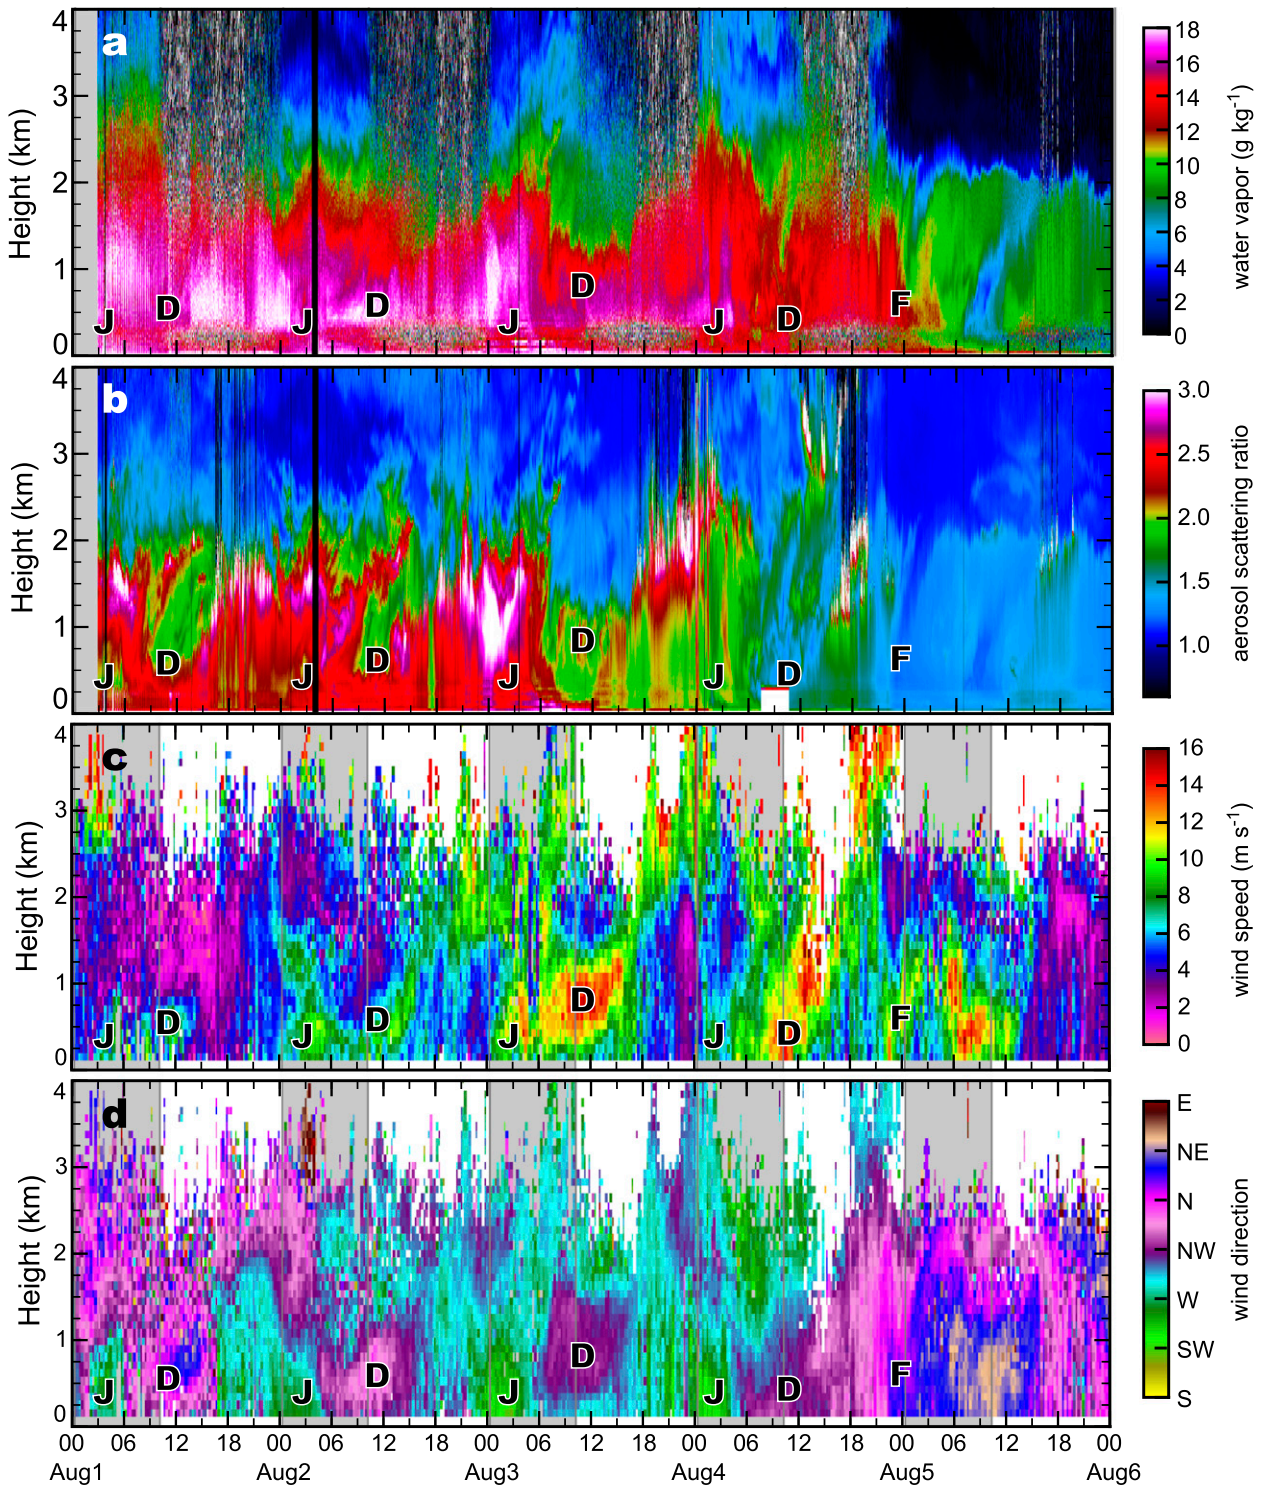 a
4
3
2
1
0
Height (km)
J D J D J D J D F
18
16
14
12
10
8
6
4
2
0
water vapor (g kg-1)
b
4
3
2
1
0
Height (km)
J D J D J D J D F
3.0
2.5
2.0
1.5
1.0
aerosol scattering ratio
c
4
3
2
1
0
Height (km)
J D J D J D J D F
16
14
12
10
8
6
4
2
0
wind speed (m s-1)
d
4
3
2
1
0
Height (km)
J D J D J D J D F
E
NE
N
NW
W
SW
S
wind direction
00 06 12 18 00 06 12 18 00 06 12 18 00 06 12 18 00 06 12 18 00
Aug1 Aug2 Aug3 Aug4 Aug5 Aug6